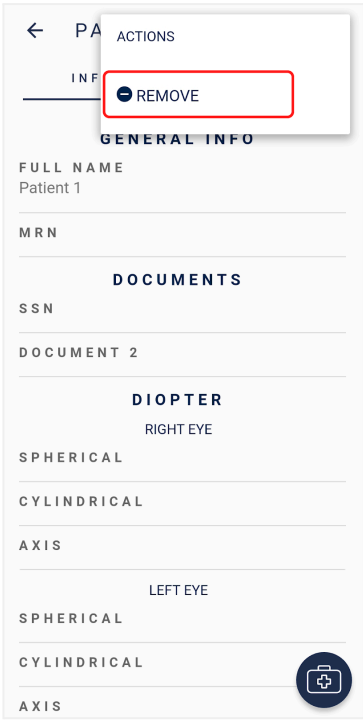 PA
ACTIONS
INF
REMOVE
GENERAL INFO
FULL NAME
Patient 1
MRN
DOCUMENTS
SSN
DOCUMENT 2
DIOPTER
RIGHT EYE
SPHERICAL
CYLINDRICAL
AXIS
LEFT EYE
SPHERICAL
CYLINDRICAL
AXIS